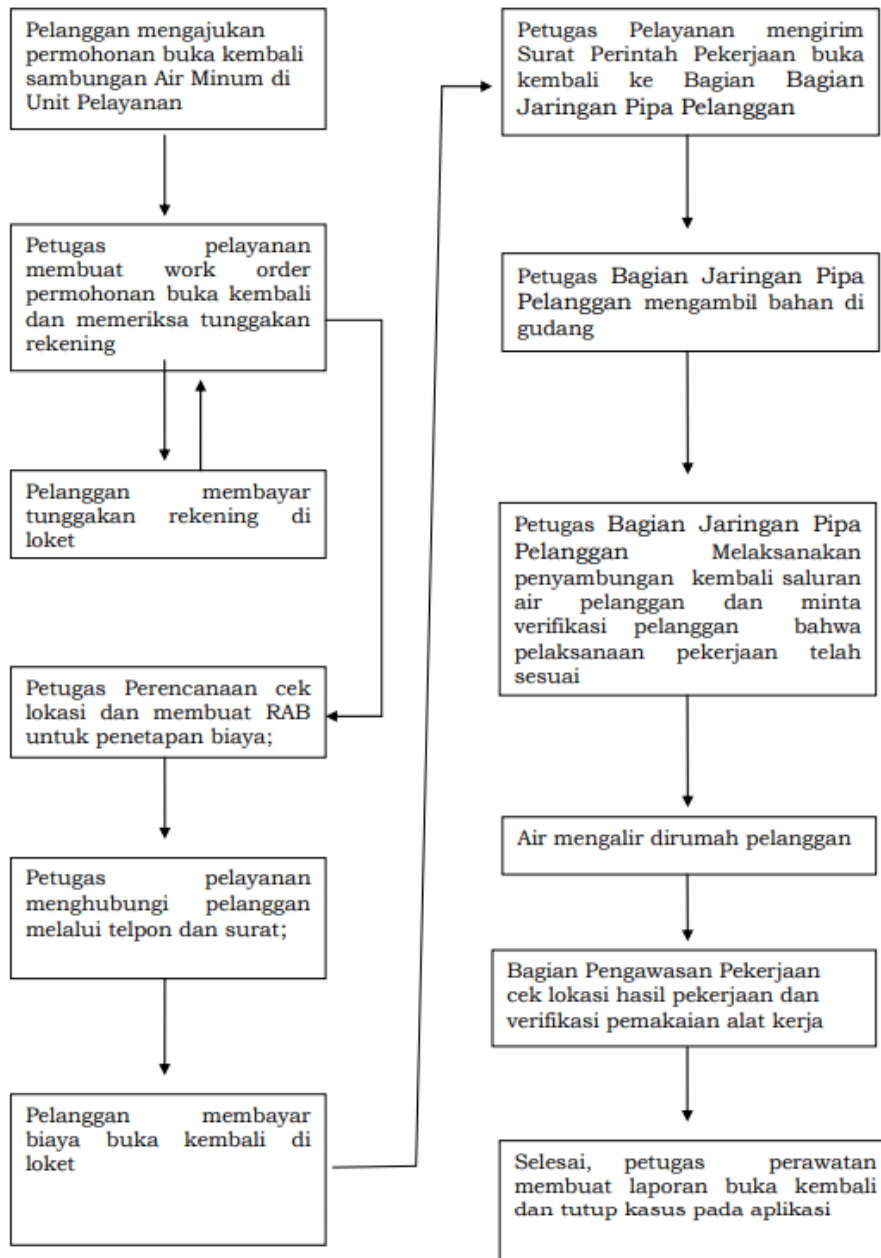 Pelanggan mengajukan
permohonan buka kembali
sambungan Air Minum di
Unit Pelayanan
Petugas pelayanan
membuat work order
permohonan buka kembali
dan memeriksa tunggakan
rekening
Pelanggan membayar
tunggakan rekening di
loket
Petugas Perencanaan cek
lokasi dan membuat RAB
untuk penetapan biaya;
Petugas pelayanan
menghubungi pelanggan
melalui telpon dan surat;
Pelanggan membayar
biaya buka kembali di
loket
Petugas Pelayanan mengirim
Surat Perintah Pekerjaan buka
kembali ke Bagian Bagian
Jaringan Pipa Pelanggan
Petugas Bagian Jaringan Pipa
Pelanggan mengambil bahan di
gudang
Petugas Bagian Jaringan Pipa
Pelanggan Melaksanakan
penyambungan kembali saluran
air pelanggan dan minta
verifikasi pelanggan bahwa
pelaksanaan pekerjaan telah
sesuai
Air mengalir dirumah pelanggan
Bagian Pengawasan Pekerjaan
cek lokasi hasil pekerjaan dan
verifikasi pemakaian alat kerja
Selesai, petugas perawatan
membuat laporan buka kembali
dan tutup kasus pada aplikasi